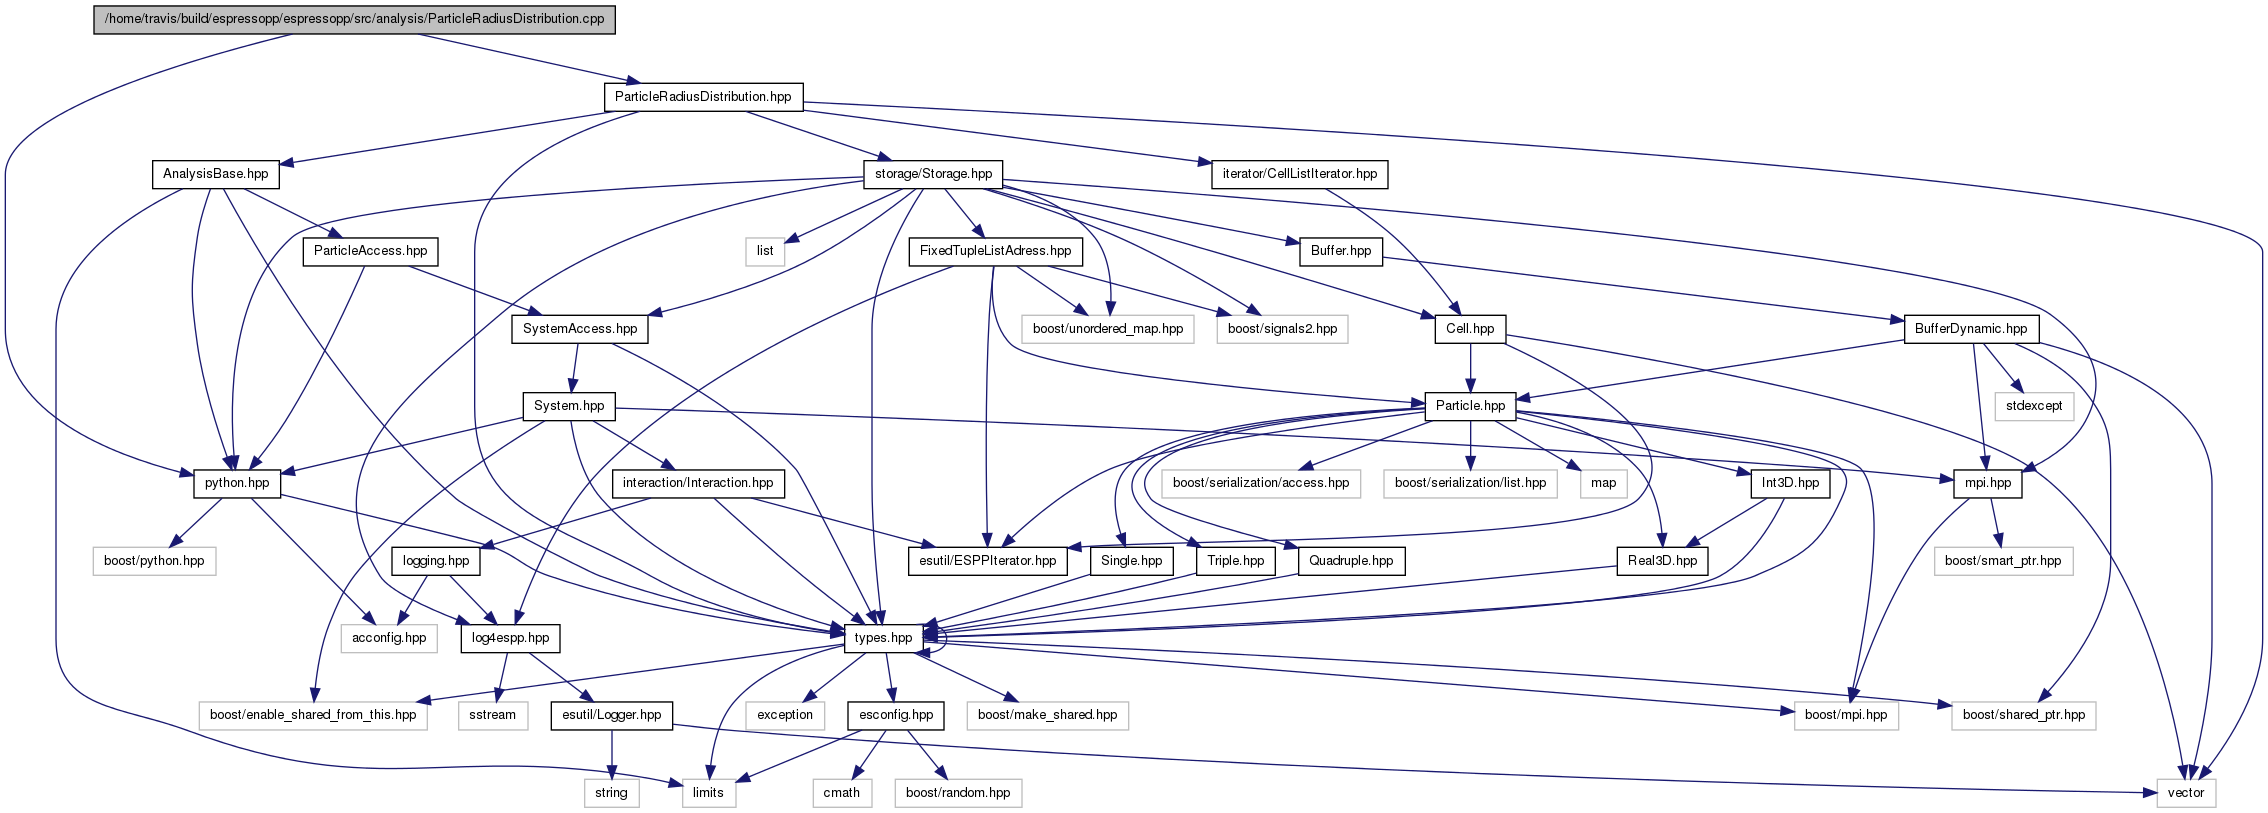 /home/travis/build/espressopp/espressopp/src/analysis/ParticleRadiusDistribution.cpp
ParticleRadiusDistribution.hpp
AnalysisBase.hpp
storage/Storage.hpp
iterator/CellListIterator.hpp
ParticleAccess.hpp
list
FixedTupleListAdress.hpp
Buffer.hpp
SystemAccess.hpp
boost/unordered_map.hpp
boost/signals2.hpp
Cell.hpp
BufferDynamic.hpp
System.hpp
Particle.hpp
stdexcept
python.hpp
interaction/Interaction.hpp
boost/serialization/access.hpp
boost/serialization/list.hpp
map
Int3D.hpp
mpi.hpp
boost/python.hpp
logging.hpp
esutil/ESPPIterator.hpp
Single.hpp
Triple.hpp
Quadruple.hpp
Real3D.hpp
boost/smart_ptr.hpp
acconfig.hpp
log4espp.hpp
types.hpp
boost/enable_shared_from_this.hpp
sstream
esutil/Logger.hpp
exception
esconfig.hpp
boost/make_shared.hpp
boost/mpi.hpp
boost/shared_ptr.hpp
string
limits
cmath
boost/random.hpp
vector